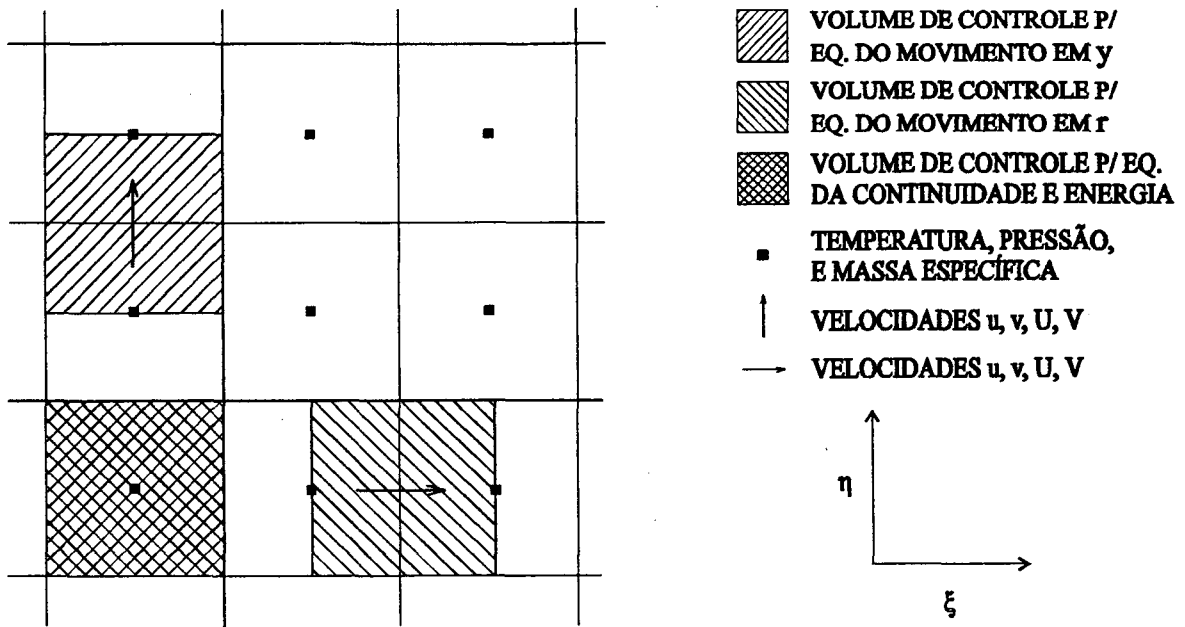 VOLUME DE CONTROLE P/
EQ. DO MOVIMENTO EM y
VOLUME DE CONTROLE P/
EQ. DO MOVIMENTO EM r
VOLUME DE CONTROLE P/ EQ.
DA CONTINUIDADE E ENERGIA
TEMPERATURA, PRESSÃO,
E MASSA ESPECÍFICA
VELOCIDADES u, v, U, V
VELOCIDADES u, v, U, V
η
ξ